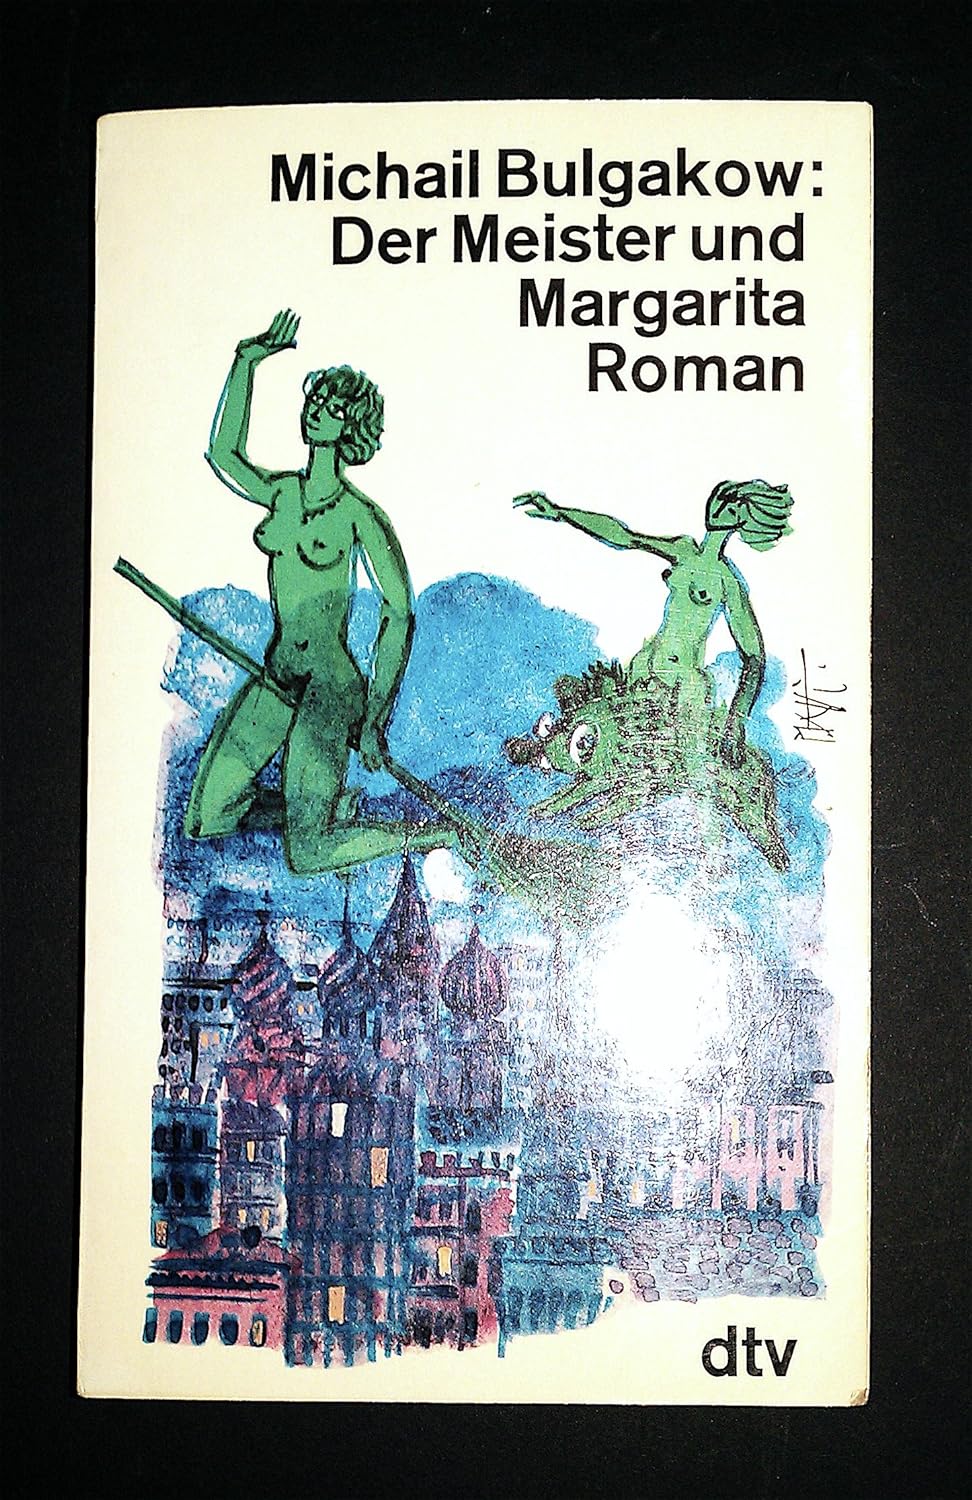 Michail Bulgakow:
Der Meister und
Margarita
Roman
dtv